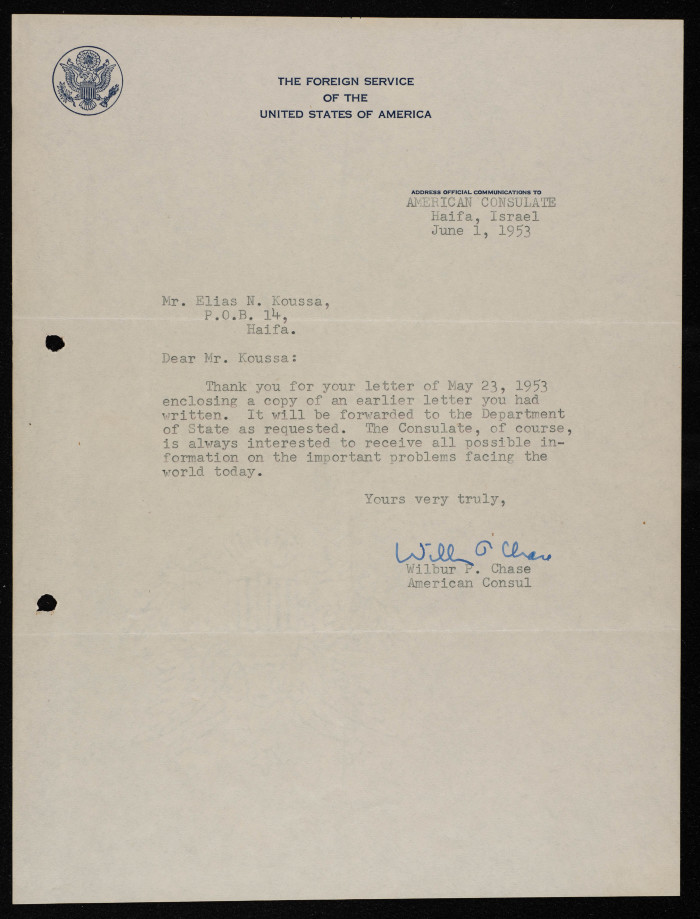 THE FOREIGN SERVICE
OF THE
UNITED STATES OF AMERICA
ADDRESS OFFICIAL COMMUNICATIONS TO
AMERICAN CONSULATE
Haifa, Israel
June 1, 1953
Mr. Elias N. Koussa,
P.O.B. 14,
Haifa.
Dear Mr. Koussa:
Thank you for your letter of May 23, 1953
enclosing a copy of an earlier letter you had
written. It will be forwarded to the Department
of State as requested. The Consulate, of course,
is always interested to receive all possible in-
formation on the important problems facing the
world today.
Yours very truly,
Wilbur P. Chase
Wilbur P. Chase
American Consul